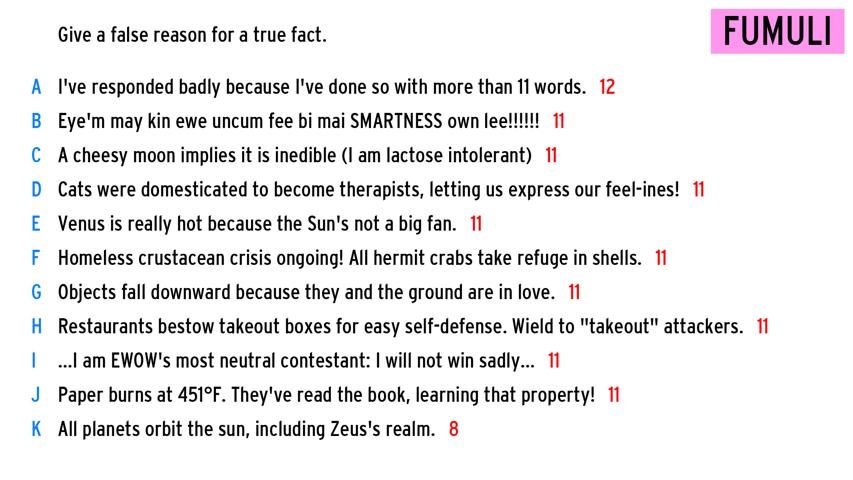 Give a false reason for a true fact.
FUMULI
A I've responded badly because I've done so with more than 11 words. 12
B Eye'm may kin ewe uncum fee bi mai SMARTNESS own lee!!!!!! 11
C A cheesy moon implies it is inedible (I am lactose intolerant) 11
D Cats were domesticated to become therapists, letting us express our feel-ines! 11
E Venus is really hot because the Sun's not a big fan. 11
F Homeless crustacean crisis ongoing! All hermit crabs take refuge in shells. 11
G Objects fall downward because they and the ground are in love. 11
H Restaurants bestow takeout boxes for easy self-defense. Wield to "takeout" attackers. 11
I ...I am EWOW's most neutral contestant: I will not win sadly... 11
J Paper burns at 451°F. They've read the book, learning that property! 11
K All planets orbit the sun, including Zeus's realm. 8